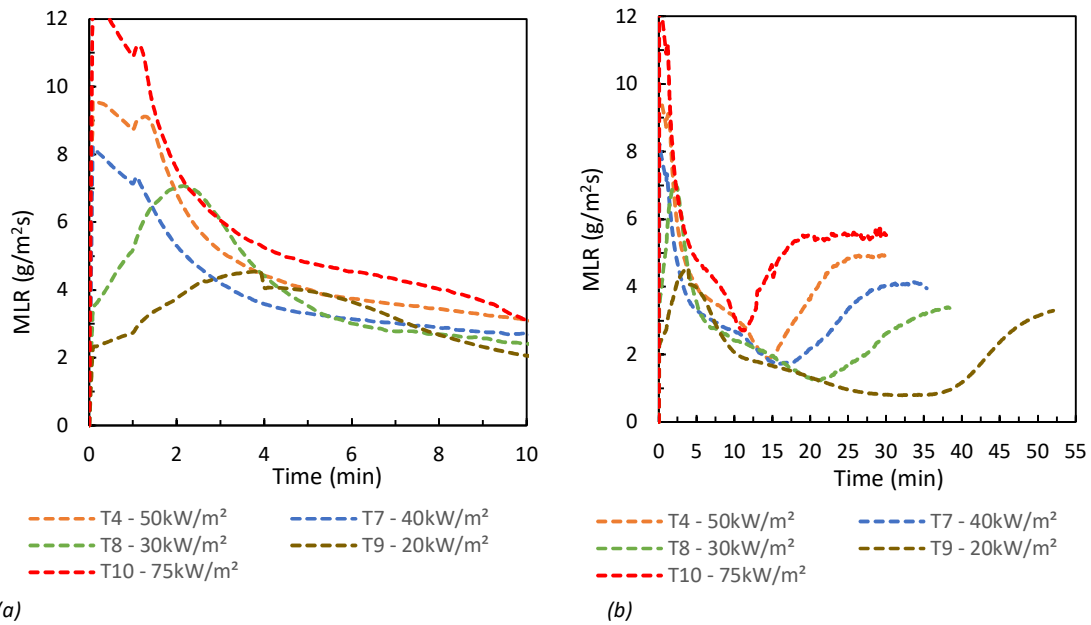 12
10
8
6
4
2
0
MLR (g/m²s)
0 2 4 6 8 10
Time (min)
T4 - 50kW/m² T7 - 40kW/m²
T8 - 30kW/m² T9 - 20kW/m²
T10 - 75kW/m²
(a)
12
10
8
6
4
2
0
MLR (g/m²s)
0 5 10 15 20 25 30 35 40 45 50 55
Time (min)
T4 - 50kW/m² T7 - 40kW/m²
T8 - 30kW/m² T9 - 20kW/m²
T10 - 75kW/m²
(b)